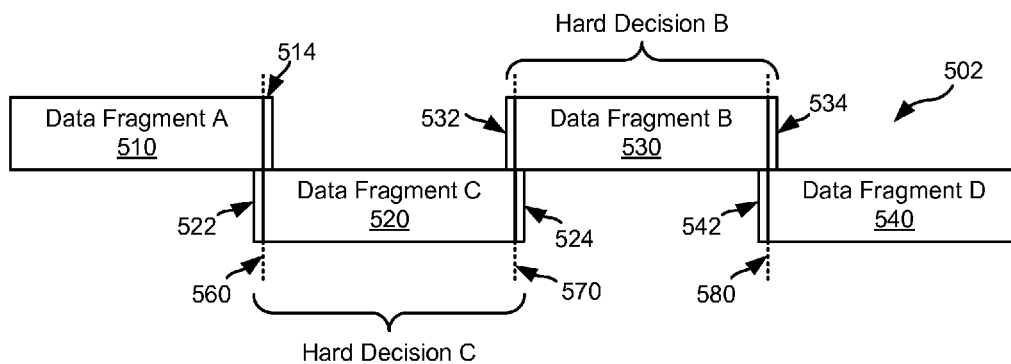 Hard Decision B
514
502
Data Fragment A
510
532
Data Fragment B
530
534
522
Data Fragment C
520
524
542
Data Fragment D
540
560
570
580
Hard Decision C